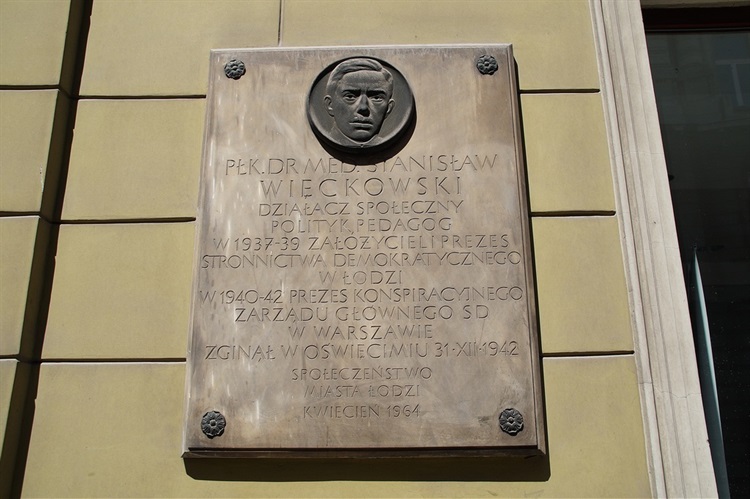 PŁK. DR MED. STANISŁAW
WIĘCKOWSKI
DZIAŁACZ SPOŁECZNY
POLITYK, PEDAGOG
W 1937-39 ZAŁOŻYCIEL I PREZES
STRONNICTWA DEMOKRATYCZNEGO
W ŁODZI
W 1940-42 PREZES KONSPIRACYJNEGO
ZARZĄDU GŁÓWNEGO SD
W WARSZAWIE
ZGINĄŁ W OŚWIĘCIMIU 31·XII·1942
SPOŁECZEŃSTWO
MIASTA ŁODZI
KWIECIEŃ 1964